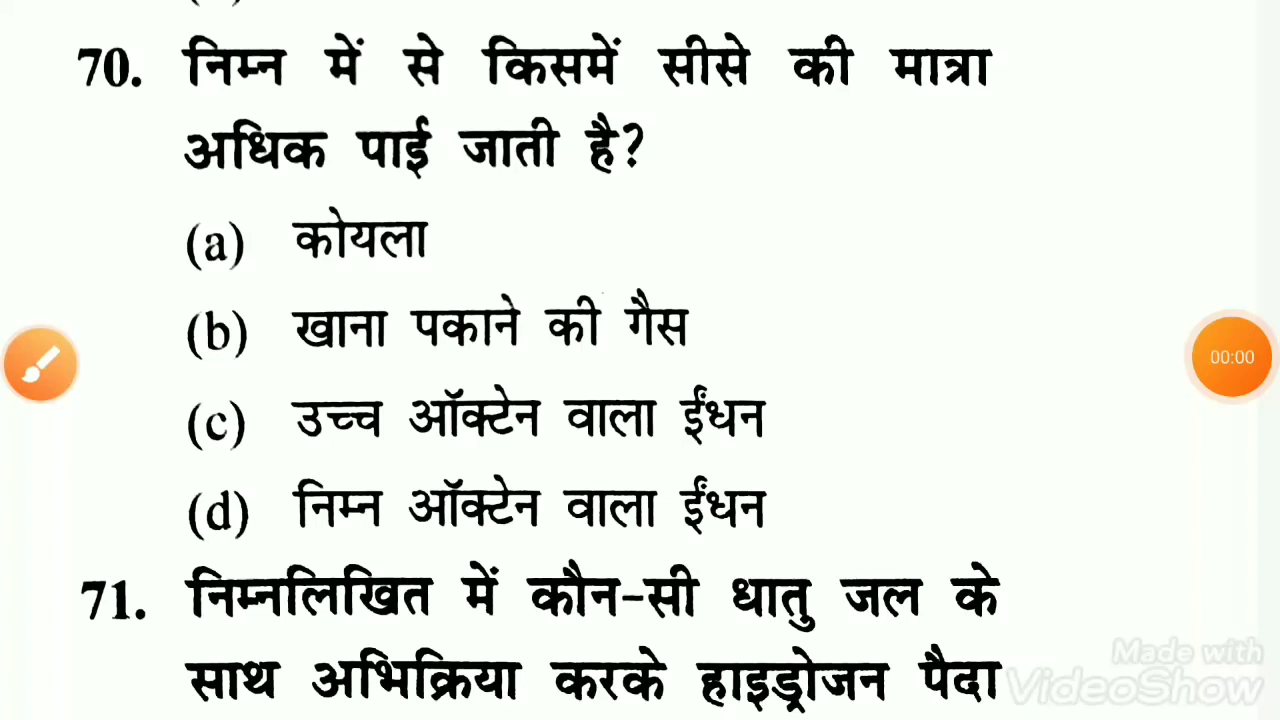 70. निम्न में से किसमें सीसे की मात्रा
अधिक पाई जाती है?
(a) कोयला
(b) खाना पकाने की गैस
(c) उच्च ऑक्टेन वाला ईंधन
(d) निम्न ऑक्टेन वाला ईंधन
00:00
71. निम्नलिखित में कौन-सी धातु जल के
साथ अभिक्रिया करके हाइड्रोजन पैदा
Made with
VideoShow